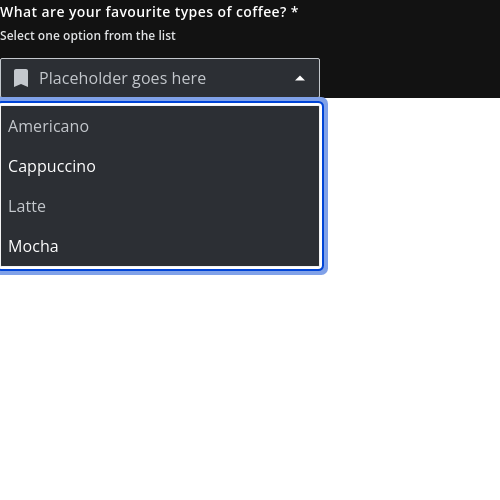 What are your favourite types of coffee? *
Select one option from the list
Placeholder goes here
Americano
Cappuccino
Latte
Mocha